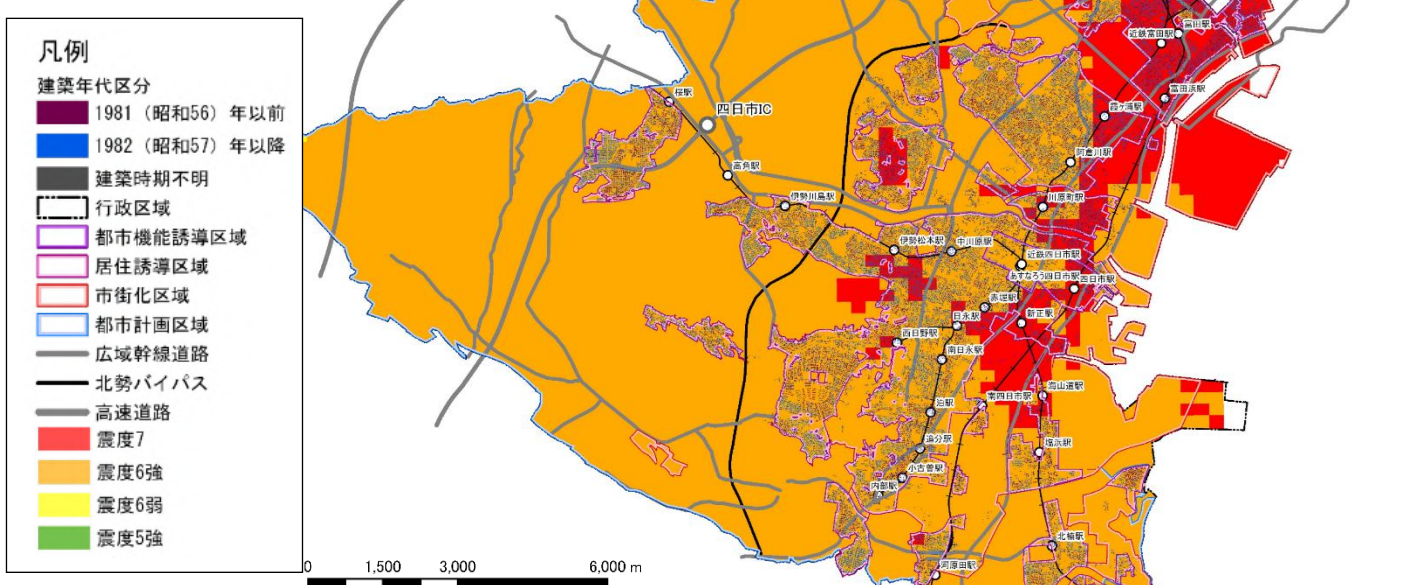 凡例
建築年代区分
1981（昭和56）年以前
1982（昭和57）年以降
建築時期不明
行政区域
都市機能誘導区域
居住誘導区域
市街化区域
都市計画区域
広域幹線道路
北勢バイパス
高速道路
震度7
震度6強
震度6弱
震度5強
富田駅
近鉄富田駅
富田浜駅
霞ヶ浦駅
阿倉川駅
川原町駅
桜駅
四日市IC
高角駅
伊勢川島駅
伊勢松本駅
中川原駅
近鉄四日市駅
あすなろう四日市駅
四日市駅
赤堀駅
新正駅
日永駅
西日野駅
南日永駅
海山道駅
泊駅
南四日市駅
追分駅
塩浜駅
小古曽駅
内部駅
北楠駅
河原田駅
0 1,500 3,000 6,000 m